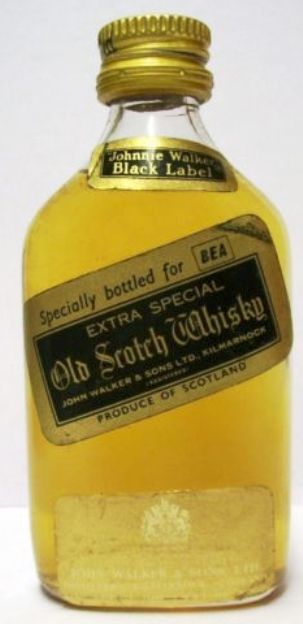 Johnnie Walker
Black Label
Specially bottled for BEA
EXTRA SPECIAL
Old Scotch Whisky
JOHN WALKER & SONS LTD., KILMARNOCK
REGISTERED
PRODUCE OF SCOTLAND
JOHN WALKER & SONS, LTD